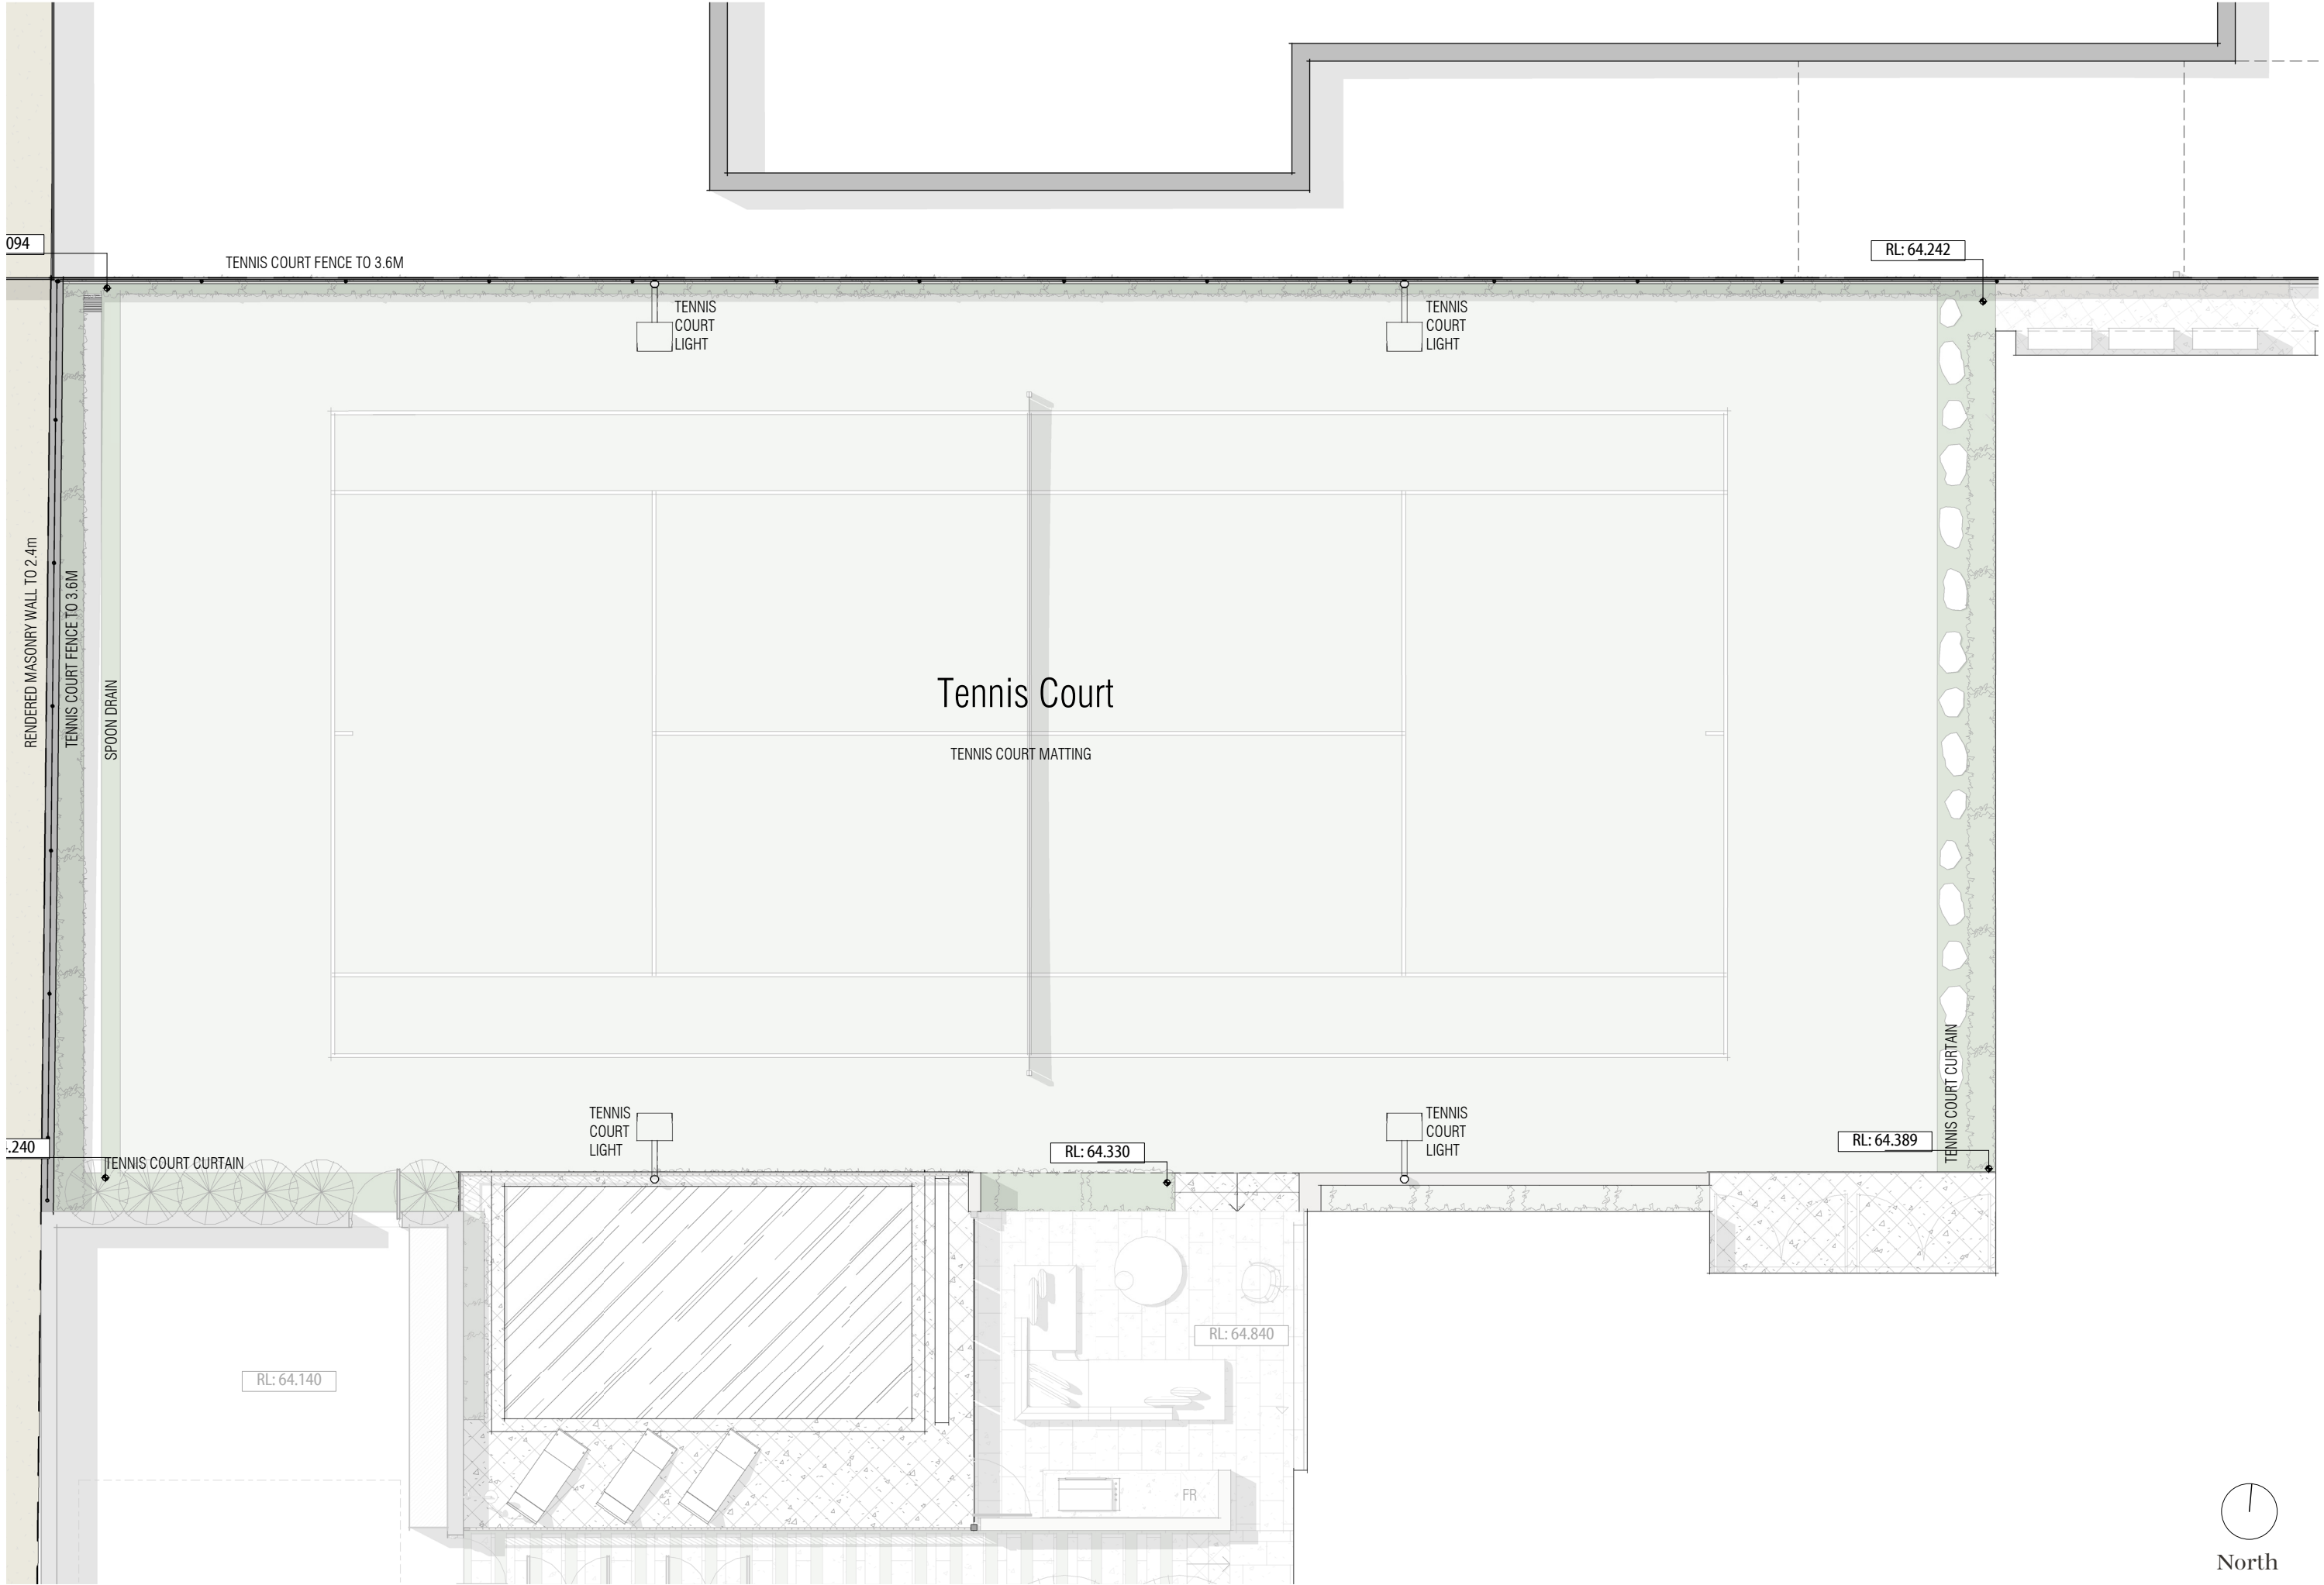 094
TENNIS COURT FENCE TO 3.6M
RL: 64.242
TENNIS
COURT
LIGHT
TENNIS
COURT
LIGHT
RENDERED MASONRY WALL TO 2.4m
TENNIS COURT FENCE TO 3.6M
SPOON DRAIN
Tennis Court
TENNIS COURT MATTING
TENNIS COURT CURTAIN
TENNIS
COURT
LIGHT
TENNIS
COURT
LIGHT
.240
TENNIS COURT CURTAIN
RL: 64.330
RL: 64.389
RL: 64.840
RL: 64.140
FR
North